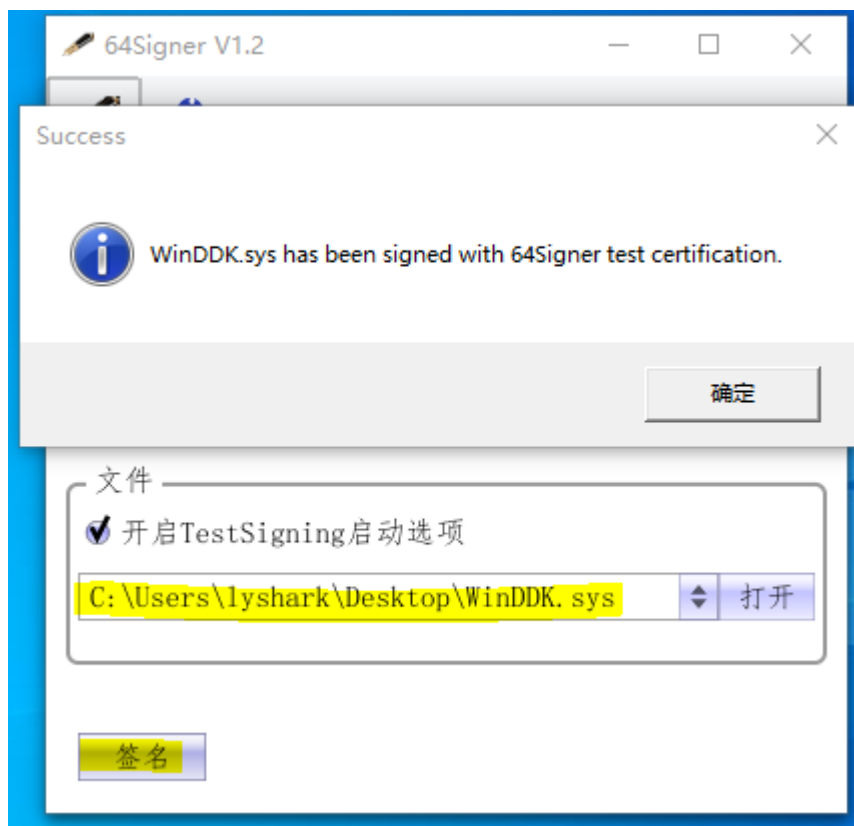 64Signer V1.2
Success
WinDDK.sys has been signed with 64Signer test certification.
确定
文件
开启TestSigning启动选项
C:\Users\lyshark\Desktop\WinDDK.sys
打开
签名